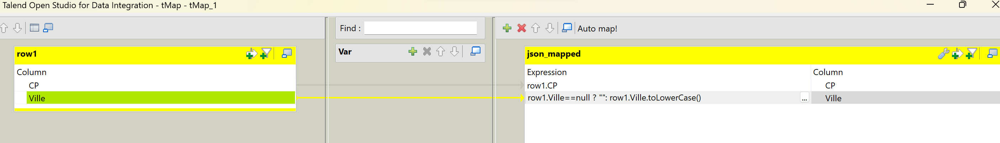 Talend Open Studio for Data Integration - tMap - tMap_1
Find :
Auto map!
row1
Var
json_mapped
Column
Expression
Column
CP
row1.CP
CP
Ville
row1.Ville==null ? "": row1.Ville.toLowerCase()
...
Ville